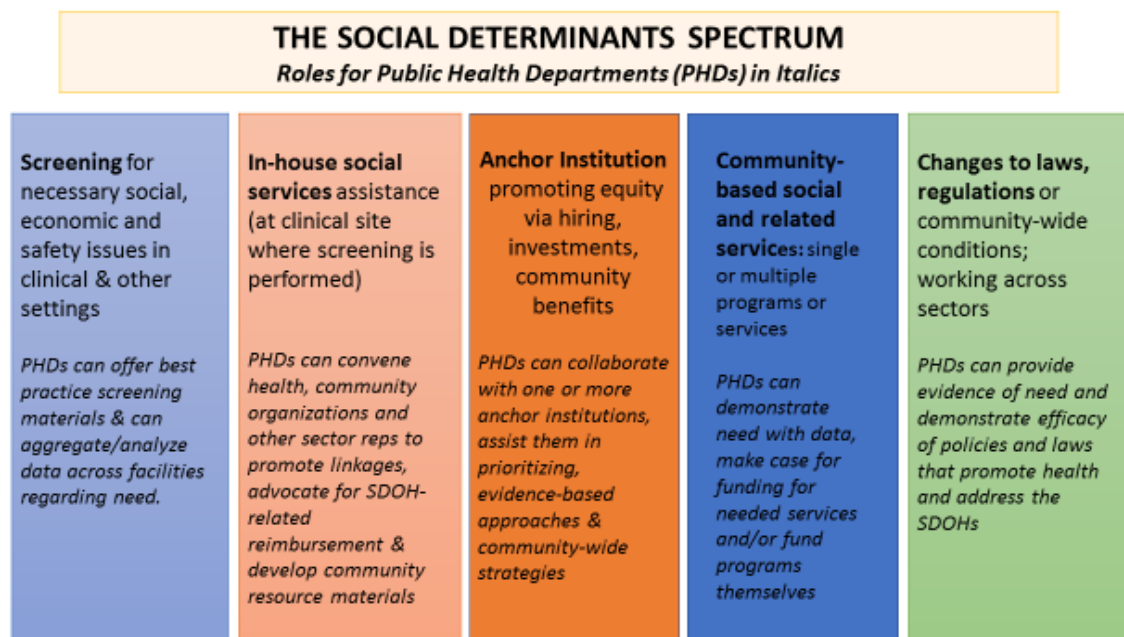 THE SOCIAL DETERMINANTS SPECTRUM
Roles for Public Health Departments (PHDs) in Italics
Screening for
necessary social,
economic and
safety issues in
clinical & other
settings
PHDs can offer best
practice screening
materials & can
aggregate/analyze
data across facilities
regarding need.
In-house social
services assistance
(at clinical site
where screening is
performed)
PHDs can convene
health, community
organizations and
other sector reps to
promote linkages,
advocate for SDOH-
related
reimbursement &
develop community
resource materials
Anchor Institution
promoting equity
via hiring,
investments,
community
benefits
PHDs can collaborate
with one or more
anchor institutions,
assist them in
prioritizing,
evidence-based
approaches &
community-wide
strategies
Community-
based social
and related
services: single
or multiple
programs or
services
PHDs can
demonstrate
need with data,
make case for
funding for
needed services
and/or fund
programs
themselves
Changes to laws,
regulations or
community-wide
conditions;
working across
sectors
PHDs can provide
evidence of need and
demonstrate efficacy
of policies and laws
that promote health
and address the
SDOHs